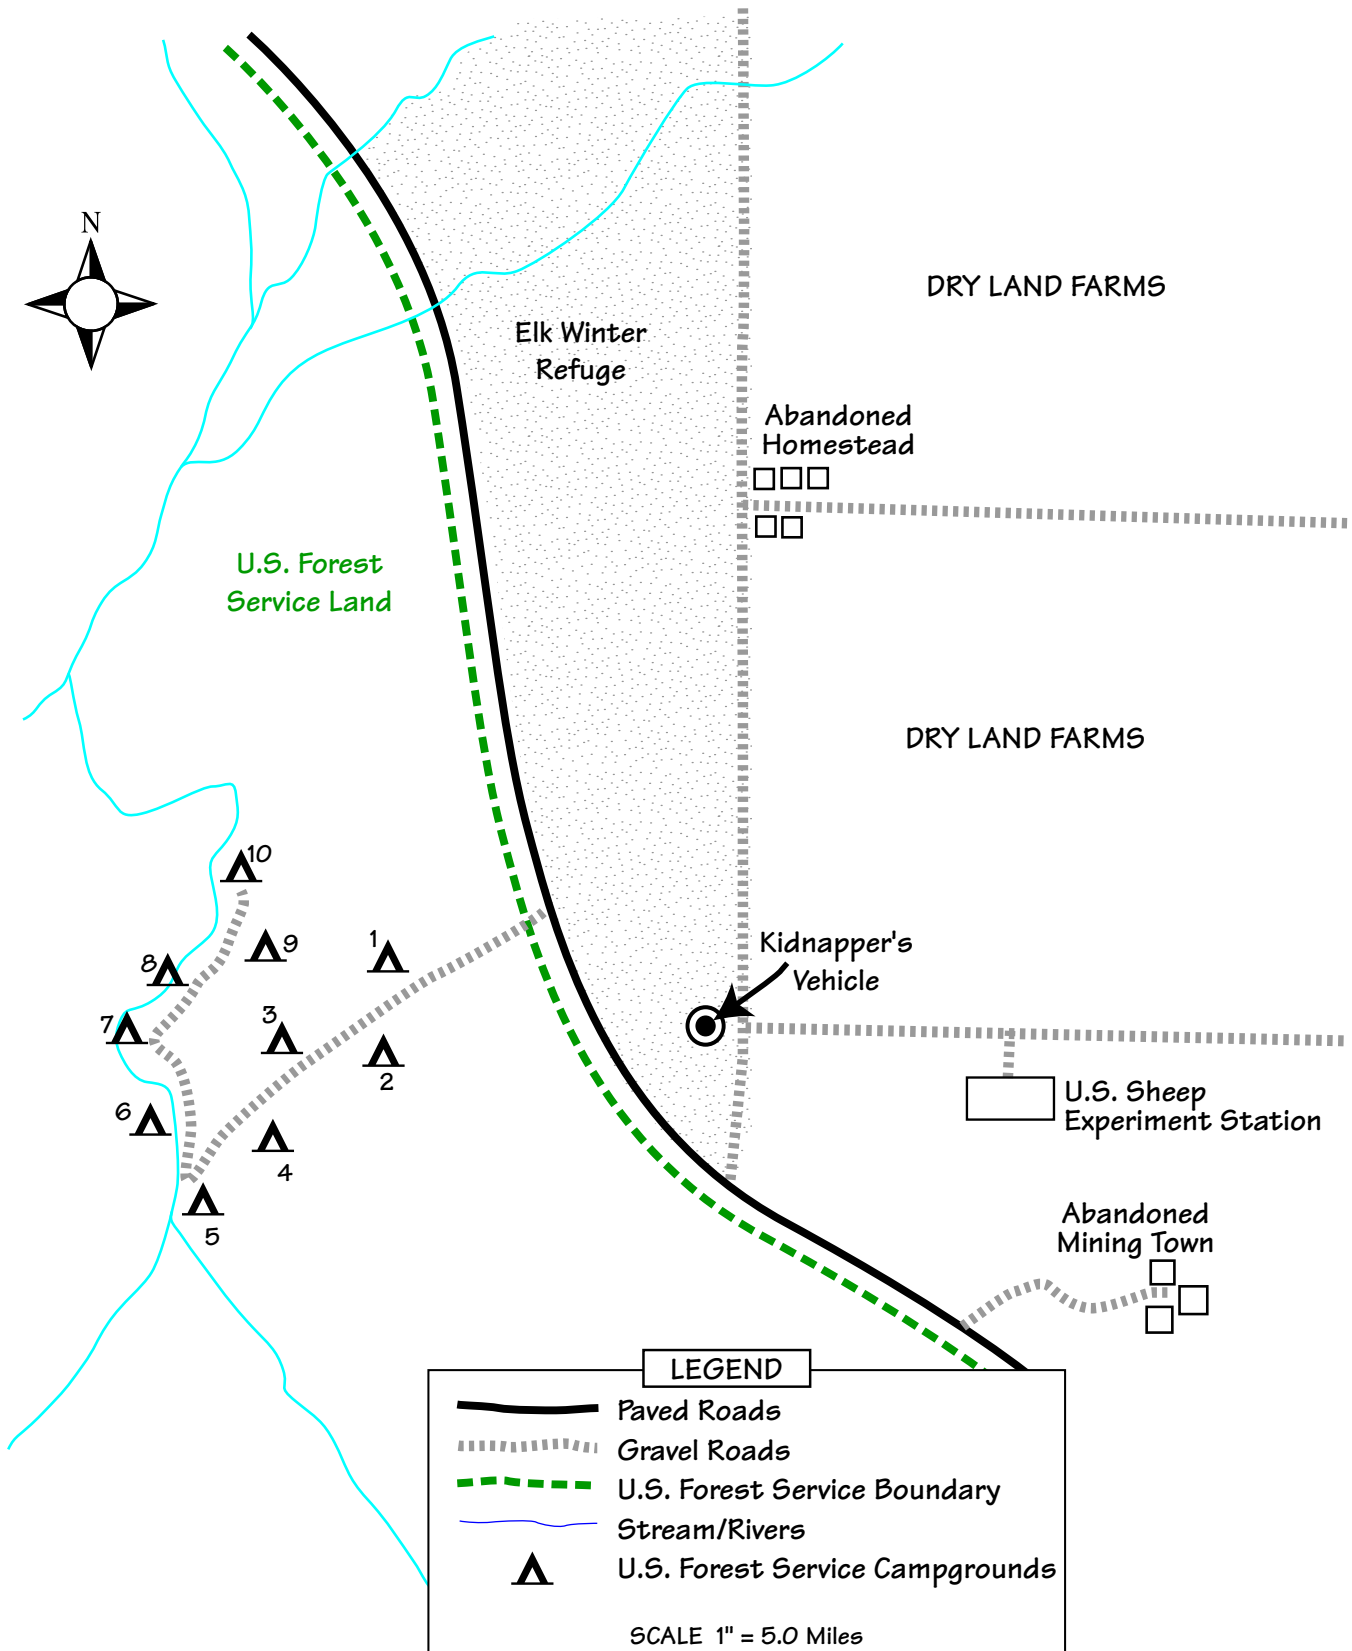 N
DRY LAND FARMS
Elk Winter
Refuge
Abandoned
Homestead
U.S. Forest
Service Land
DRY LAND FARMS
10
9
1
8
Kidnapper's
Vehicle
7
3
2
6
4
5
U.S. Sheep
Experiment Station
Abandoned
Mining Town
LEGEND
Paved Roads
Gravel Roads
U.S. Forest Service Boundary
Stream/Rivers
U.S. Forest Service Campgrounds
SCALE 1" = 5.0 Miles